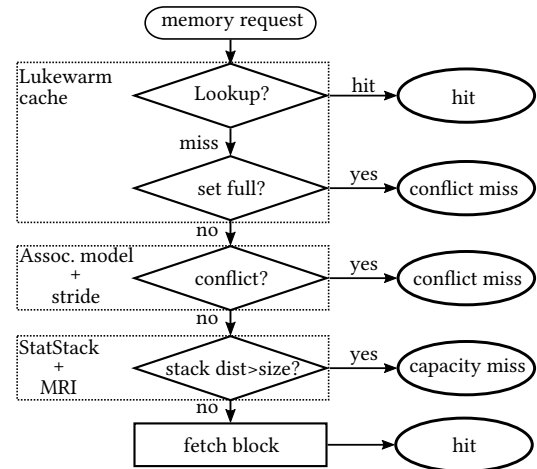 memory request
Lukewarm
cache
Lookup?
hit
hit
miss
set full?
yes
conflict miss
no
Assoc. model
+
stride
conflict?
yes
conflict miss
no
StatStack
+
MRI
stack dist>size?
yes
capacity miss
no
fetch block
hit